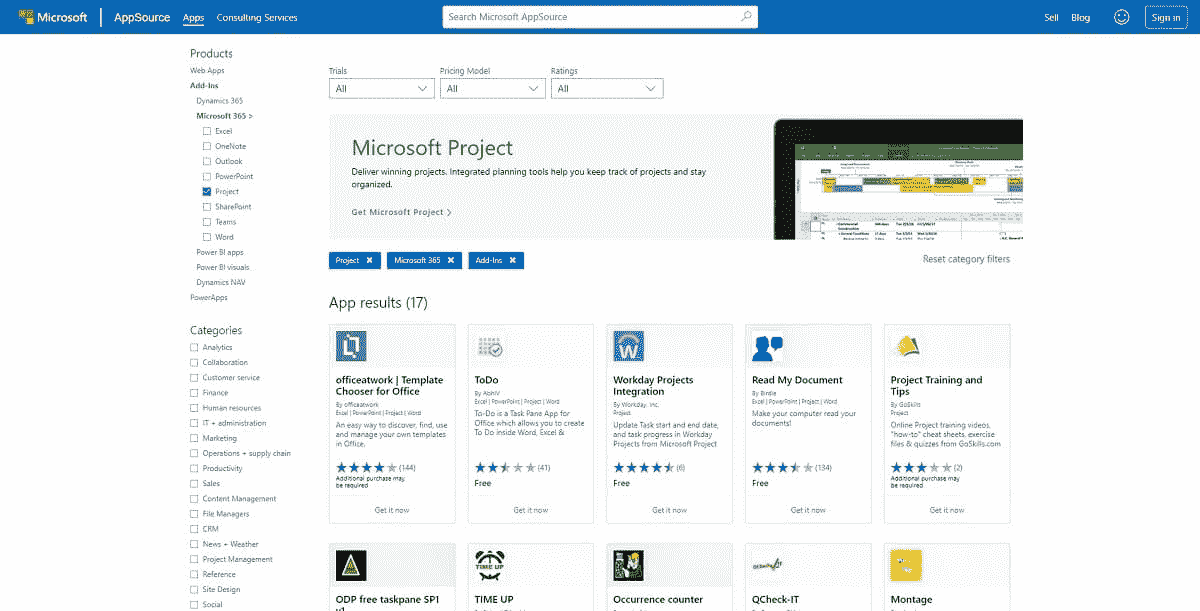 Microsoft AppSource Apps Consulting Services Search Microsoft AppSource Sell Blog Sign in
Products
Web Apps
Add-Ins
Dynamics 365
Microsoft 365 >
Excel
OneNote
Outlook
PowerPoint
Project
SharePoint
Teams
Word
Power BI apps
Power BI visuals
Dynamics NAV
PowerApps
Categories
Analytics
Collaboration
Customer service
Finance
Human resources
IT + administration
Marketing
Operations + supply chain
Productivity
Sales
Content Management
File Managers
CRM
News + Weather
Project Management
Reference
Site Design
Social
Trials Pricing Model Ratings
All All All
Microsoft Project
Deliver winning projects. Integrated planning tools help you keep track of projects and stay
organized.
Get Microsoft Project >
Project Microsoft 365 Add-Ins Reset category filters
App results (17)
officeatwork | Template
Chooser for Office
By officeatwork
Excel | PowerPoint | Project | Word
An easy way to discover, find, use
and manage your own templates
in Office.
(144)
Additional purchase may
be required
Get it now
ToDo
Excel | PowerPoint | Project | Word
To-Do is a Task Pane App for
Office which allows you to create
To Do inside Word, Excel &
(41)
Free
Get it now
Workday Projects
Integration
By Workday, Inc.
Project
Update Task start and end date,
and task progress in Workday
Projects from Microsoft Project
(6)
Free
Get it now
Read My Document
By Birdie
Excel | PowerPoint | Project | Word
Make your computer read your
documents!
(134)
Free
Get it now
Project Training and
Tips
By GoSkills
Project
Online Project training videos,
"how-to" cheat sheets, exercise
files & quizzes from GoSkills.com
(2)
Additional purchase may
be required
Get it now
ODP free taskpane SP1
v1
TIME UP
TIME UP
Occurrence counter
QCheck-IT
Montage